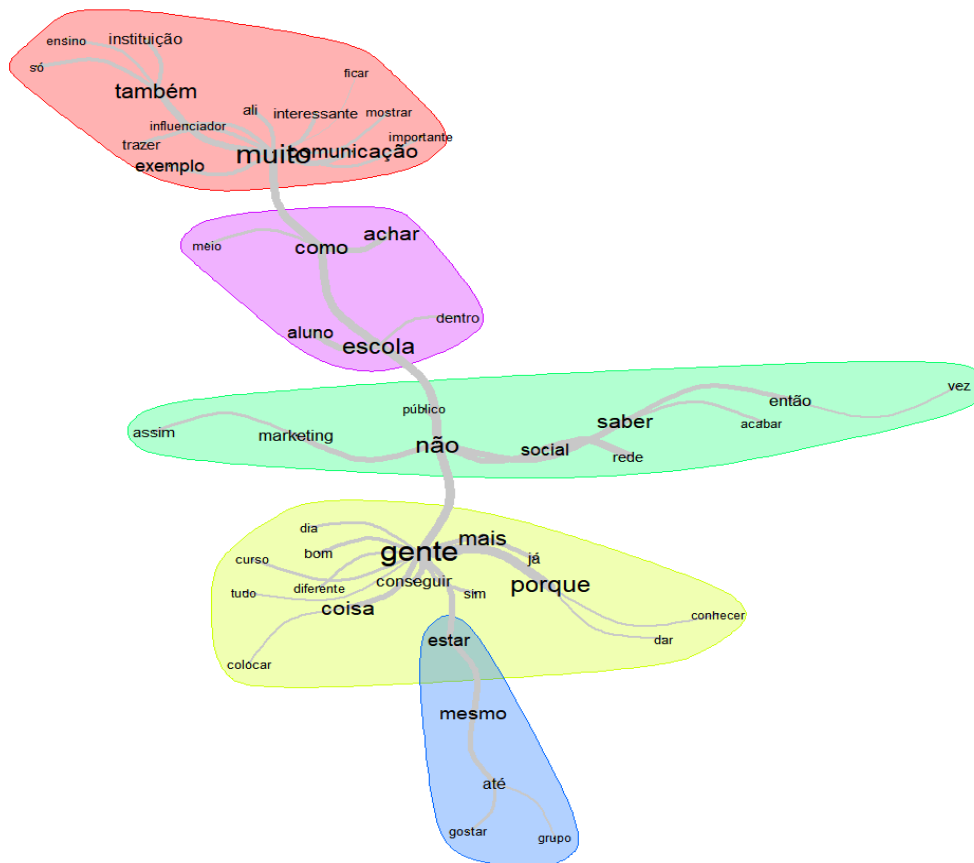 ensino
instituição
só
ficar
também
ali
interessante
mostrar
influenciador
importante
trazer
muito
comunicação
exemplo
achar
meio
como
dentro
aluno
escola
vez
público
então
saber
acabar
assim
marketing
não
social
rede
dia
mais
bom
gente
já
curso
conseguir
porque
tudo
diferente
sim
coisa
conhecer
estar
dar
colocar
mesmo
até
gostar
grupo